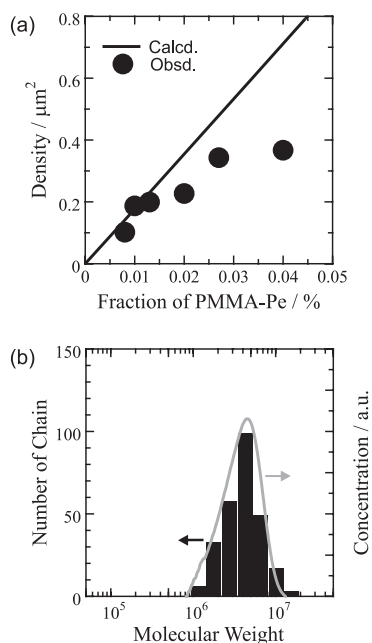 (a)
0.8
0.6
0.4
0.2
0
Density / μm²
Calcd.
Obsd.
0 0.01 0.02 0.03 0.04 0.05
Fraction of PMMA-Pe / %
(b)
150
100
50
0
Number of Chain
Concentration / a.u.
10⁵ 10⁶ 10⁷
Molecular Weight